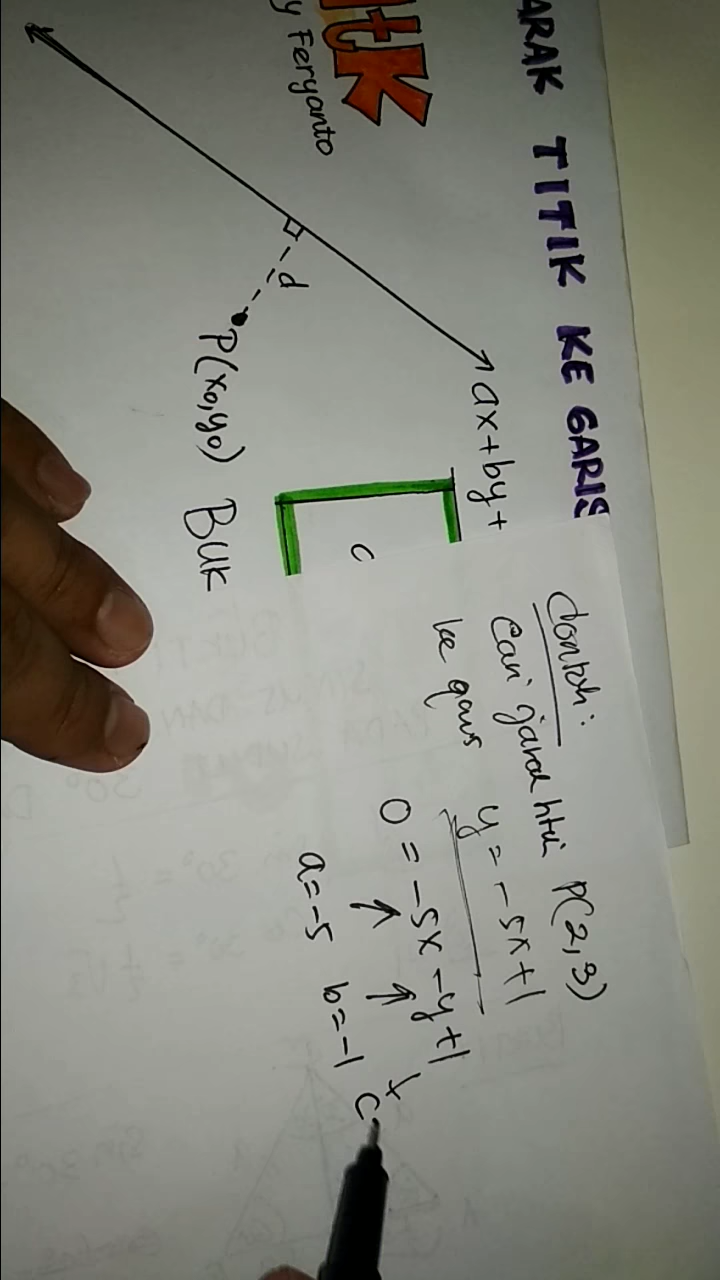 ARAK TITIK KE GARIS
ltK
y Feryanto
ax+by+
d
P(x₀,y₀)
C
BUK
Contoh:
Cari jarak titik P(2,3)
ke garis y = -5x+1
0 = -5x-y+1
a=-5 b=-1 c